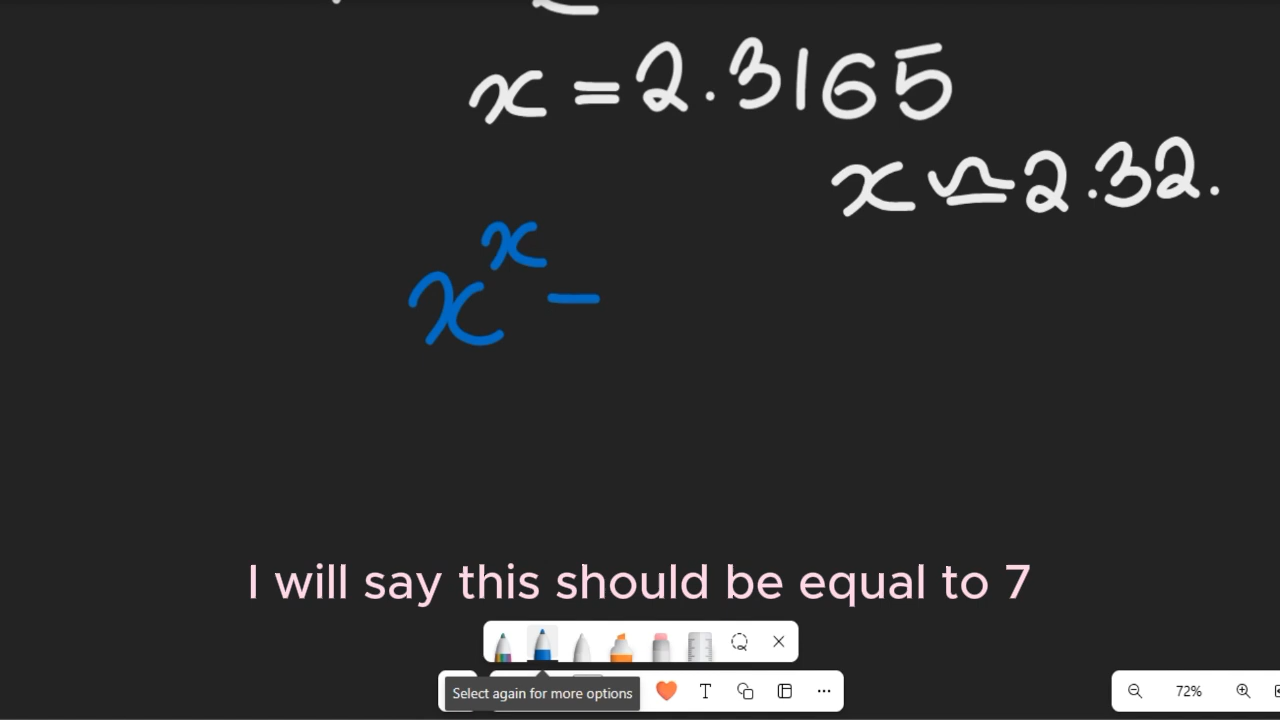 x = 2.3165
x ≃ 2.32.
x^x -
I will say this should be equal to 7
Select again for more options
T
72%